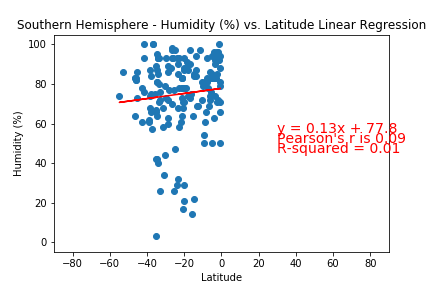 Southern Hemisphere - Humidity (%) vs. Latitude Linear Regression
100
80
60
40
20
0
Humidity (%)
y = 0.13x + 77.8
Pearson's r is 0.09
R-squared = 0.01
−80 −60 −40 −20 0 20 40 60 80
Latitude